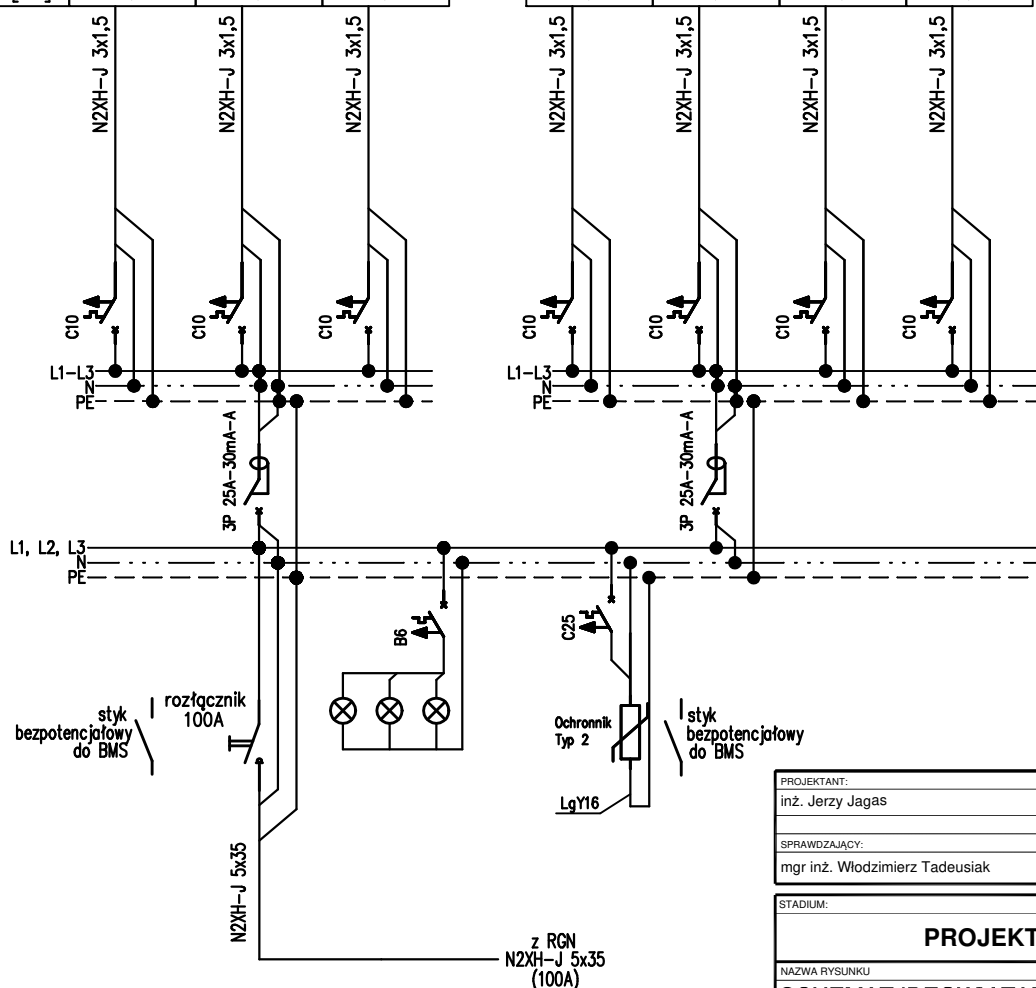 N2XH-J 3x1,5
N2XH-J 3x1,5
N2XH-J 3x1,5
N2XH-J 3x1,5
N2XH-J 3x1,5
N2XH-J 3x1,5
N2XH-J 3x1,5
C10
C10
C10
C10
C10
C10
C10
L1-L3
N
PE
L1-L3
N
PE
3P 25A-30mA-A
3P 25A-30mA-A
L1, L2, L3
N
PE
B6
C25
styk
bezpotencjałowy
do BMS
rozłącznik
100A
Ochronnik
Typ 2
styk
bezpotencjałowy
do BMS
LgY16
N2XH-J 5x35
z RGN
N2XH-J 5x35
(100A)
PROJEKTANT:
inż. Jerzy Jagas
SPRAWDZAJĄCY:
mgr inż. Włodzimierz Tadeusiak
STADIUM:
PROJEKT
NAZWA RYSUNKU